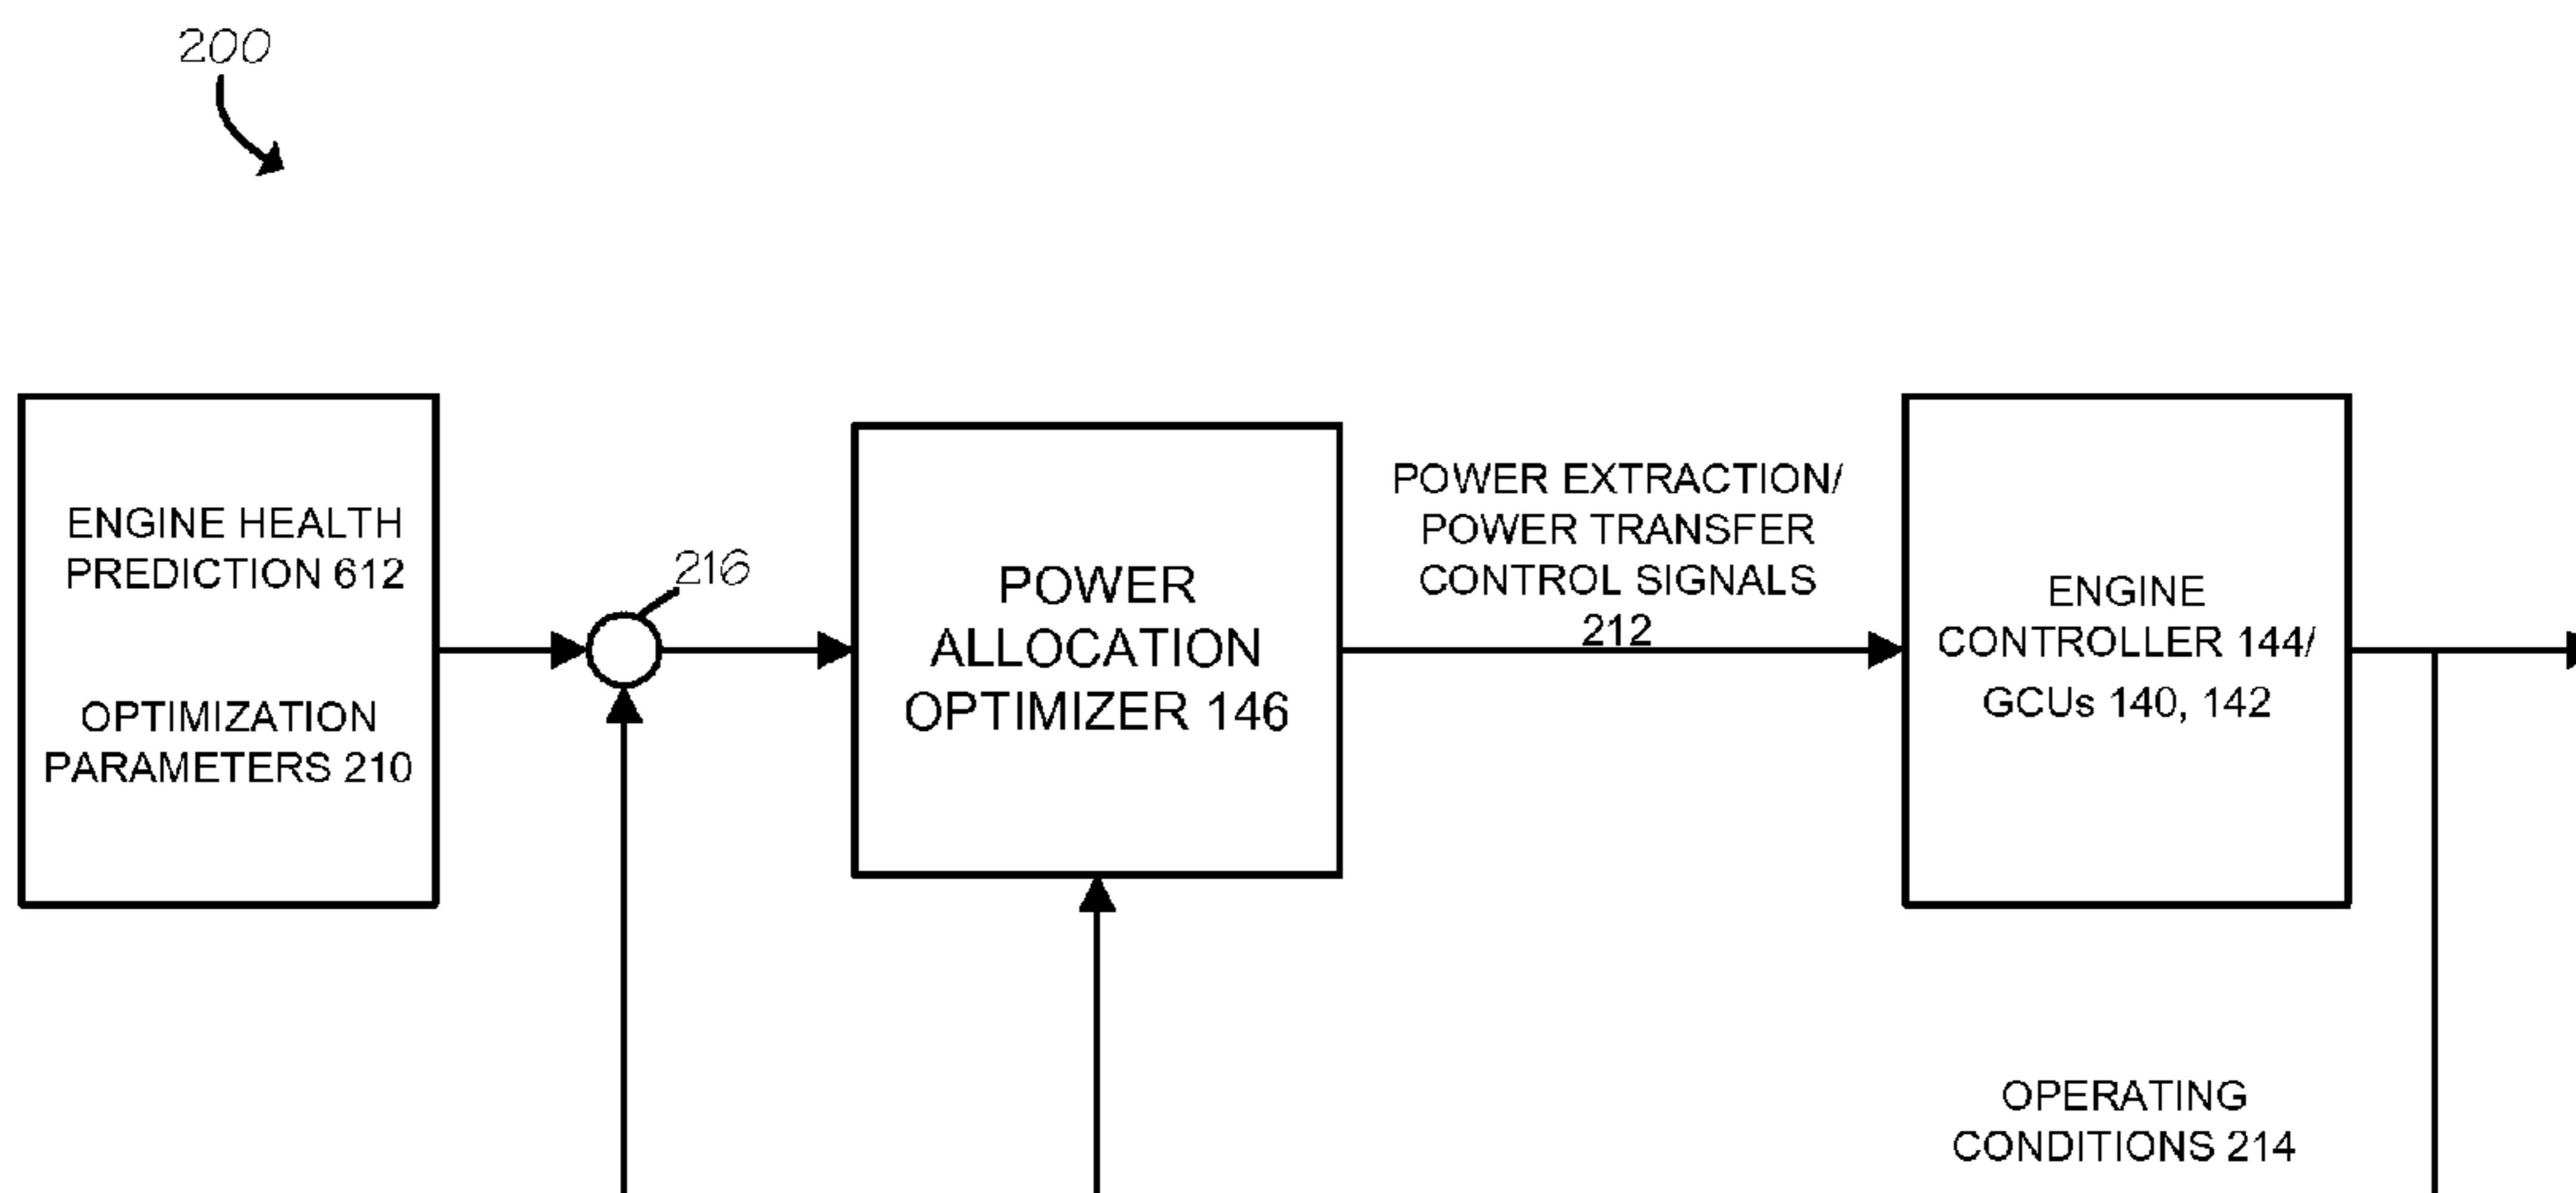 200
ENGINE HEALTH
PREDICTION 612
OPTIMIZATION
PARAMETERS 210
216
POWER
ALLOCATION
OPTIMIZER 146
POWER EXTRACTION/
POWER TRANSFER
CONTROL SIGNALS
212
ENGINE
CONTROLLER 144/
GCUs 140, 142
OPERATING
CONDITIONS 214